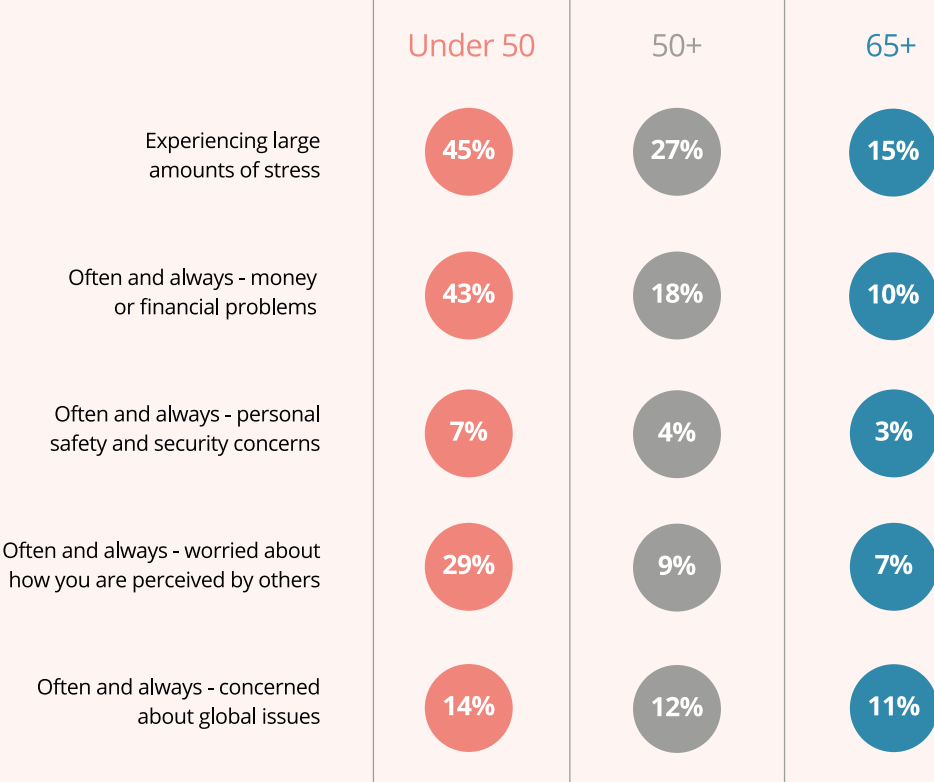 Under 50 50+ 65+
Experiencing large
amounts of stress
45% 27% 15%
Often and always - money
or financial problems
43% 18% 10%
Often and always - personal
safety and security concerns
7% 4% 3%
Often and always - worried about
how you are perceived by others
29% 9% 7%
Often and always - concerned
about global issues
14% 12% 11%